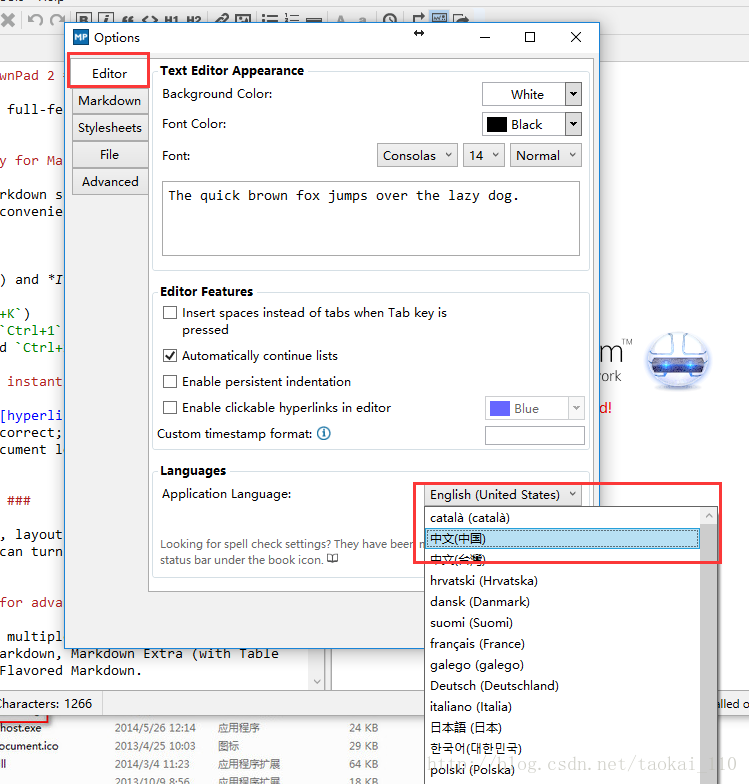 Options
Editor
Markdown
Stylesheets
File
Advanced
Text Editor Appearance
Background Color:
White
Font Color:
Black
Font:
Consolas
14
Normal
The quick brown fox jumps over the lazy dog.
Editor Features
Insert spaces instead of tabs when Tab key is
pressed
Automatically continue lists
Enable persistent indentation
Enable clickable hyperlinks in editor
Blue
Custom timestamp format:
Languages
Application Language:
English (United States)
català (català)
中文(中国)
中文(台灣)
hrvatski (Hrvatska)
dansk (Danmark)
suomi (Suomi)
français (France)
galego (galego)
Deutsch (Deutschland)
italiano (Italia)
日本語 (日本)
한국어(대한민국)
polski (Polska)
Looking for spell check settings? They have been
status bar under the book icon.
wnPad 2
full-fe
y for Ma
rkdown s
convenie
) and *I
+K`)
`Ctrl+1`
d `Ctrl+
instant
[hyperli
correct;
cument l
###
, layou
can turn
for adva
multipl
arkdown, Markdown Extra (with Table
Flavored Markdown.
Characters: 1266
host.exe 2014/5/26 12:14 应用程序 24 KB
ocument.ico 2013/4/25 10:03 图标 29 KB
ll 2014/3/4 11:23 应用程序扩展 64 KB
2013/10/9 8:56 应用程序扩展 18 KB
m™
ork
d!
alled o
http://blog.csdn.net/taokai_110